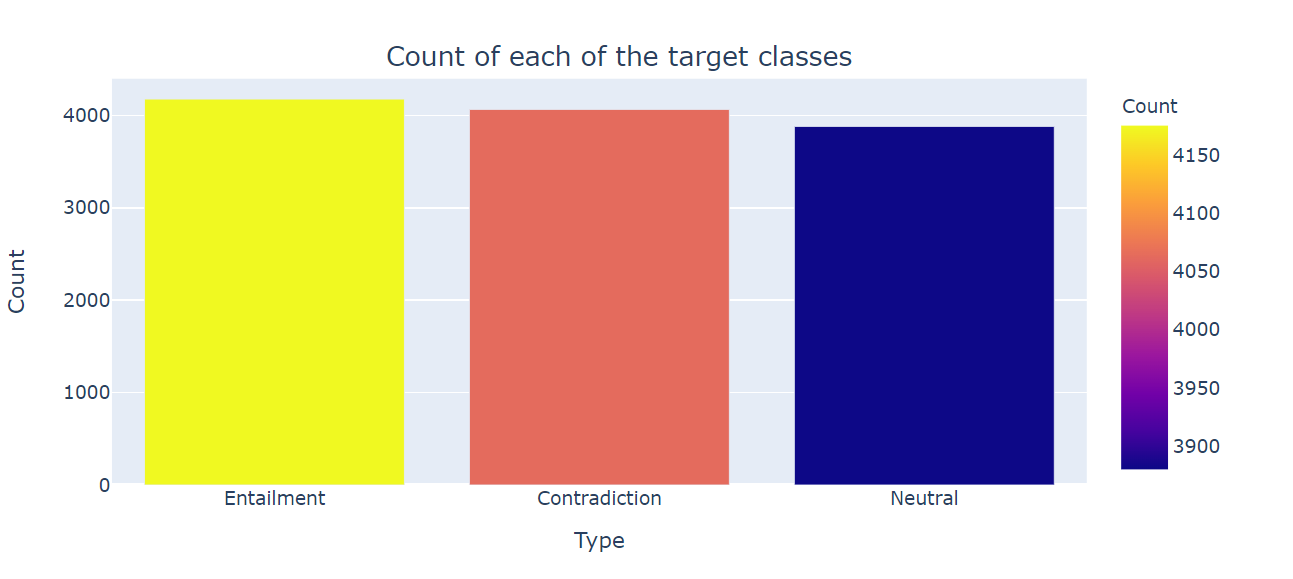 Count of each of the target classes
Count
4000
3000
2000
1000
0
Entailment
Contradiction
Neutral
Type
Count
4150
4100
4050
4000
3950
3900